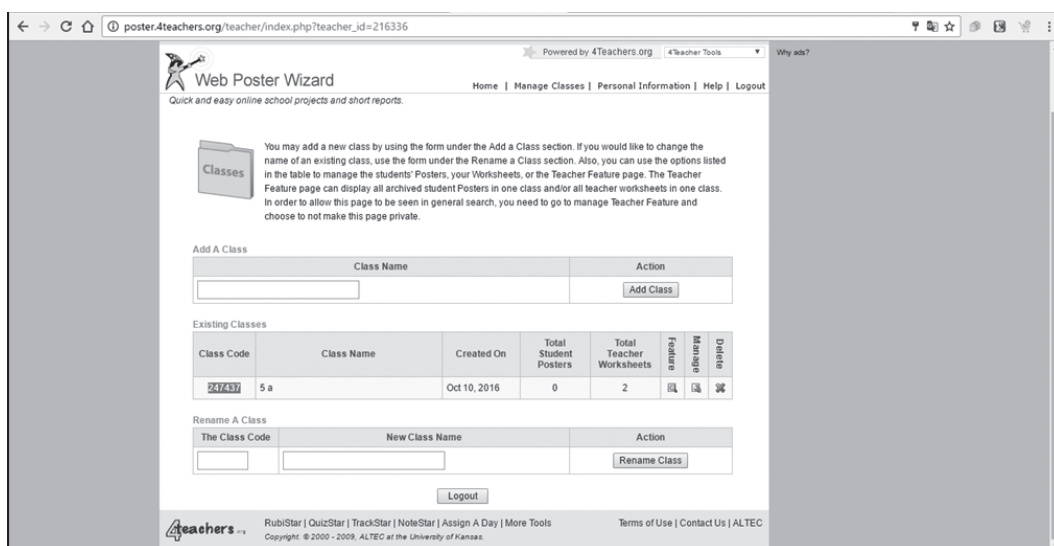 poster.4teachers.org/teacher/index.php?teacher_id=216336
Powered by 4Teachers.org
4Teacher Tools
Why ads?
Web Poster Wizard
Home | Manage Classes | Personal Information | Help | Logout
Quick and easy online school projects and short reports.
Classes
You may add a new class by using the form under the Add a Class section. If you would like to change the
name of an existing class, use the form under the Rename a Class section. Also, you can use the options listed
in the table to manage the students' Posters, your Worksheets, or the Teacher Feature page. The Teacher
Feature page can display all archived student Posters in one class and/or all teacher worksheets in one class.
In order to allow this page to be seen in general search, you need to go to manage Teacher Feature and
choose to not make this page private.
Add A Class
Class Name Action
Add Class
Existing Classes
Class Code Class Name Created On Total Student Posters Total Teacher Worksheets Feature Manage Delete
247437 5 a Oct 10, 2016 0 2
Rename A Class
The Class Code New Class Name Action
Rename Class
Logout
4teachers.org
RubiStar | QuizStar | TrackStar | NoteStar | Assign A Day | More Tools
Terms of Use | Contact Us | ALTEC
Copyright. © 2000 - 2009, ALTEC at the University of Kansas.